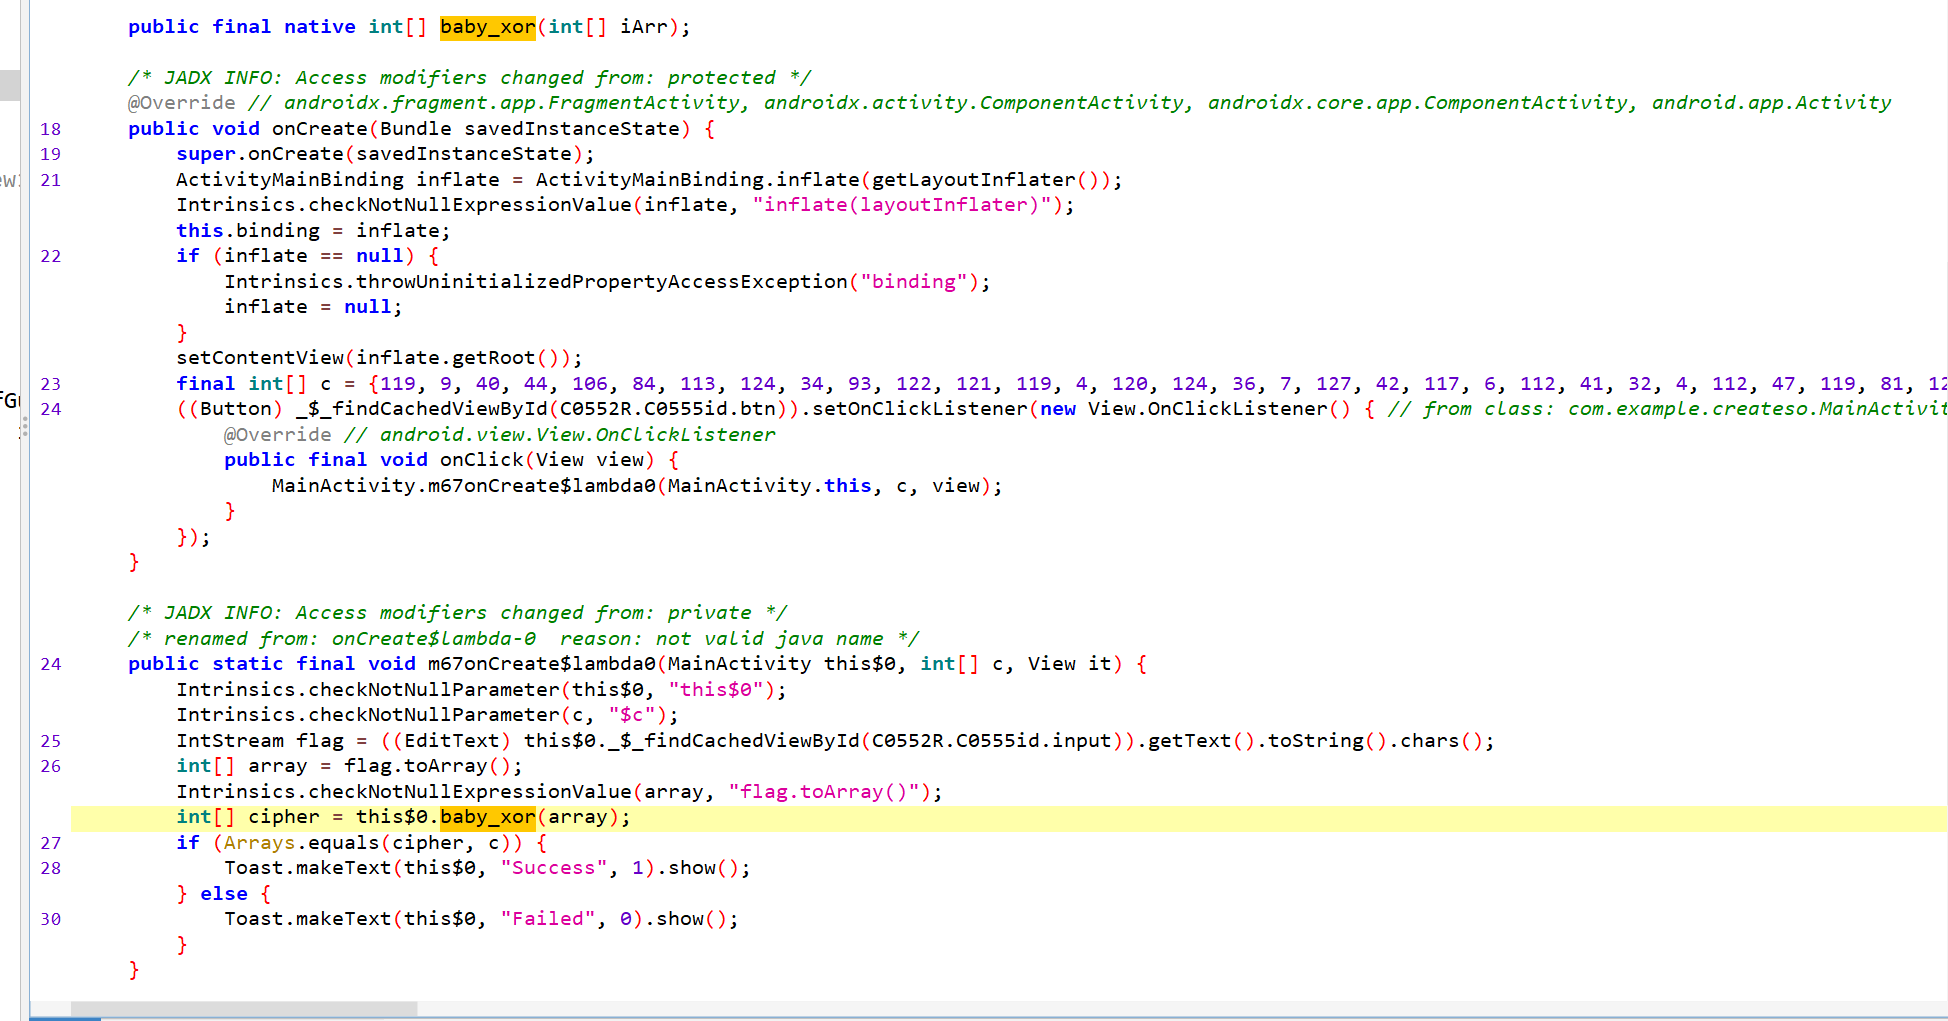 public final native int[] baby_xor(int[] iArr);
/* JADX INFO: Access modifiers changed from: protected */
@Override // androidx.fragment.app.FragmentActivity, androidx.activity.ComponentActivity, androidx.core.app.ComponentActivity, android.app.Activity
18 public void onCreate(Bundle savedInstanceState) {
19 super.onCreate(savedInstanceState);
21 ActivityMainBinding inflate = ActivityMainBinding.inflate(getLayoutInflater());
Intrinsics.checkNotNullExpressionValue(inflate, "inflate(layoutInflater)");
this.binding = inflate;
22 if (inflate == null) {
Intrinsics.throwUninitializedPropertyAccessException("binding");
inflate = null;
}
setContentView(inflate.getRoot());
23 final int[] c = {119, 9, 40, 44, 106, 84, 113, 124, 34, 93, 122, 121, 119, 4, 120, 124, 36, 7, 127, 42, 117, 6, 112, 41, 32, 4, 112, 47, 119, 81, 12
24 ((Button) _$_findCachedViewById(C0552R.C0555id.btn)).setOnClickListener(new View.OnClickListener() { // from class: com.example.createso.MainActivit
@Override // android.view.View.OnClickListener
public final void onClick(View view) {
MainActivity.m67onCreate$lambda0(MainActivity.this, c, view);
}
});
}
/* JADX INFO: Access modifiers changed from: private */
/* renamed from: onCreate$lambda-0  reason: not valid java name */
24 public static final void m67onCreate$lambda0(MainActivity this$0, int[] c, View it) {
Intrinsics.checkNotNullParameter(this$0, "this$0");
Intrinsics.checkNotNullParameter(c, "$c");
25 IntStream flag = ((EditText) this$0._$_findCachedViewById(C0552R.C0555id.input)).getText().toString().chars();
26 int[] array = flag.toArray();
Intrinsics.checkNotNullExpressionValue(array, "flag.toArray()");
int[] cipher = this$0.baby_xor(array);
27 if (Arrays.equals(cipher, c)) {
28 Toast.makeText(this$0, "Success", 1).show();
} else {
30 Toast.makeText(this$0, "Failed", 0).show();
}
}